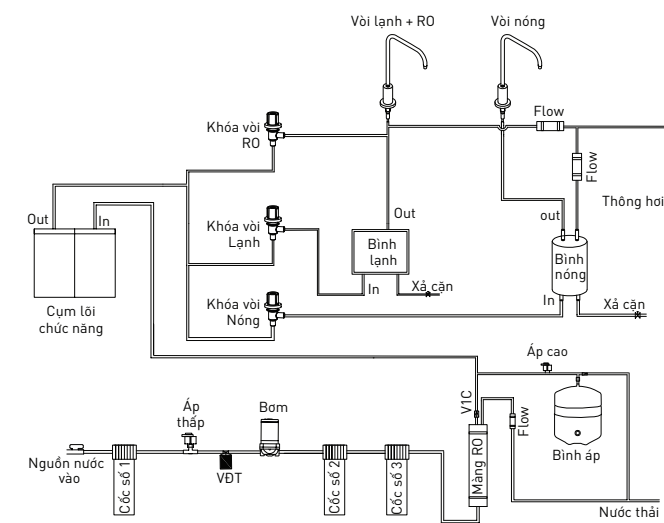 Vòi lạnh + RO
Vòi nóng
Flow
Khóa vòi
RO
Flow
Thông hơi
Out
In
Khóa vòi
Lạnh
Out
out
Bình
lạnh
Bình
nóng
In
Xả cặn
Cụm lõi
chức năng
Khóa vòi
Nóng
In
Xả cặn
Áp cao
Áp
thấp
Bơm
V1C
Flow
Bình áp
Nguồn nước
vào
Cốc số 1
VĐT
Cốc số 2
Cốc số 3
Màng RO
Nước thải